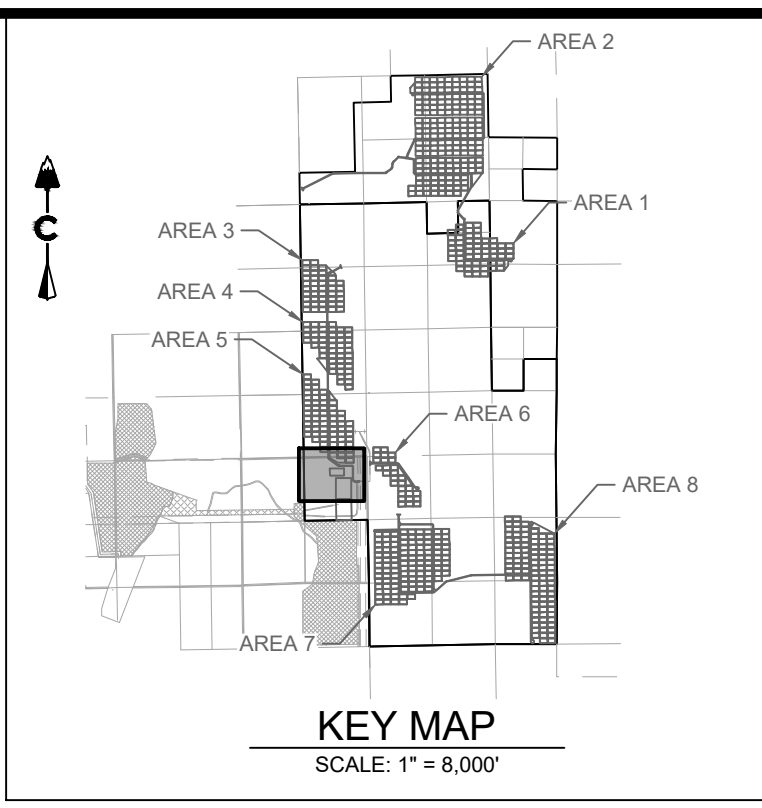 AREA 2
AREA 1
AREA 3
AREA 4
AREA 5
AREA 6
AREA 8
AREA 7
C
KEY MAP
SCALE: 1" = 8,000'